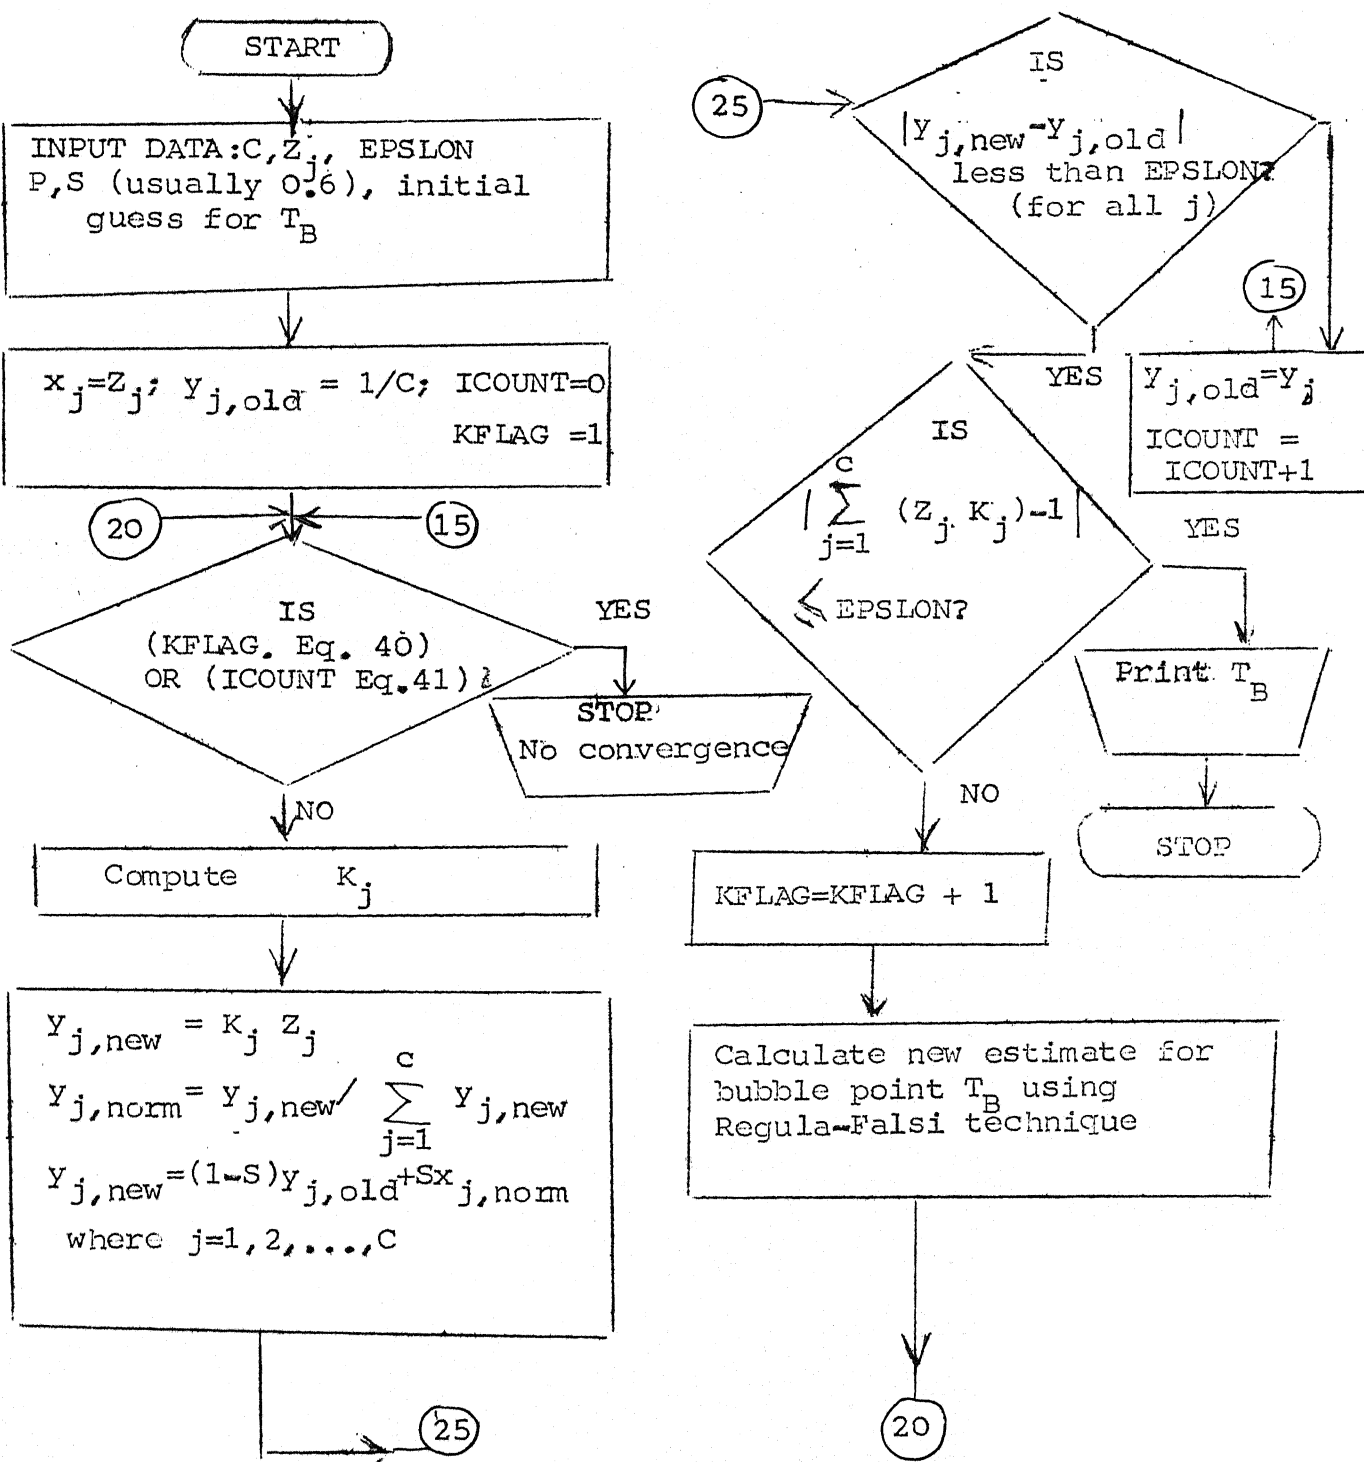 START
INPUT DATA:C,Zj, EPSLON
P,S (usually 0.6), initial
guess for TB
xj=Zj; yj,old = 1/C; ICOUNT=0
KFLAG =1
20
15
IS
(KFLAG. Eq. 40)
OR (ICOUNT Eq.41)?
YES
STOP
No convergence
NO
Compute Kj
yj,new = Kj Zj
yj,norm= yj,new/ c∑j=1 yj,new
yj,new=(1-S)yj,old+Sxj,norm
where j=1,2,...,C
25
25
IS
|yj,new-yj,old|
less than EPSLON?
(for all j)
15
yj,old=yj
ICOUNT =
ICOUNT+1
YES
IS
|c∑j=1 (Zj Kj)-1|
≤ EPSLON?
YES
Print TB
STOP
NO
KFLAG=KFLAG + 1
Calculate new estimate for
bubble point TB using
Regula-Falsi technique
20